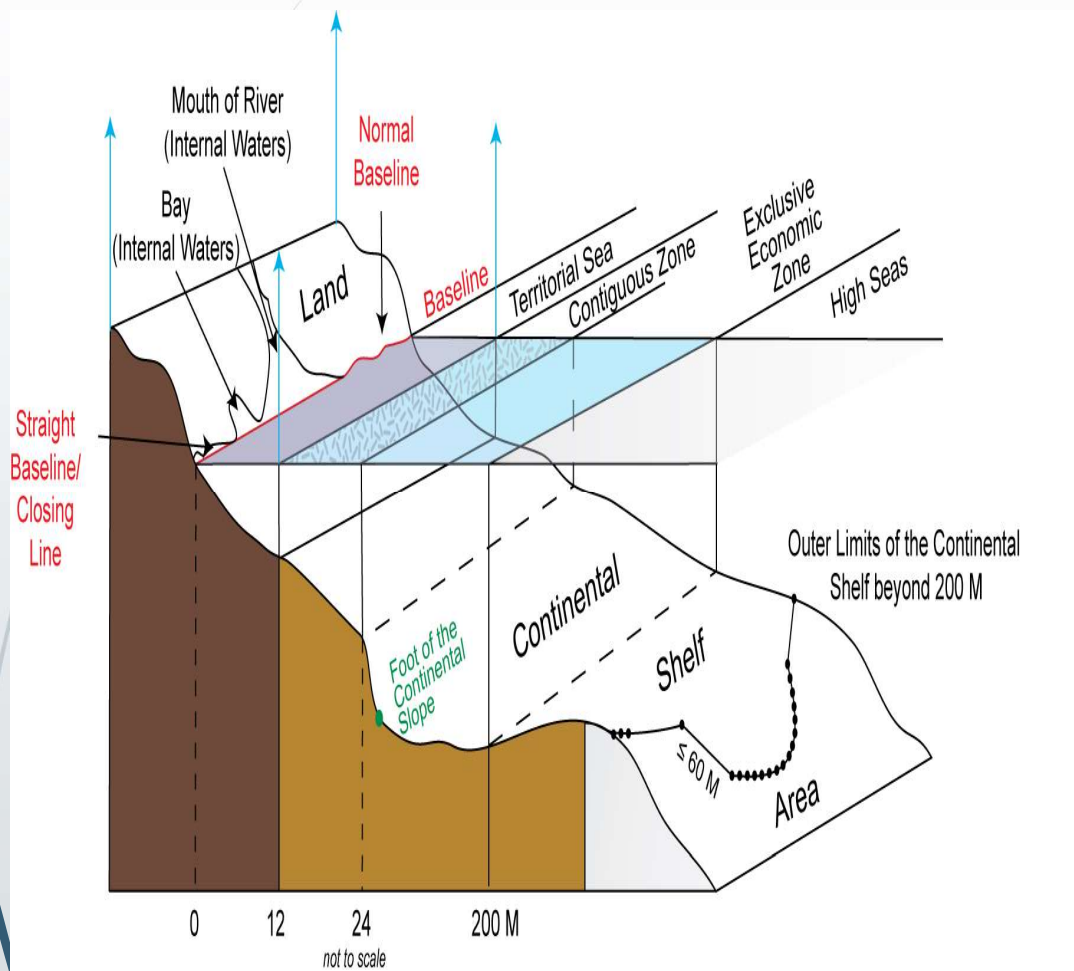 Mouth of River
(Internal Waters)
Normal
Baseline
Bay
(Internal Waters)
Land
Baseline
Territorial Sea
Contiguous Zone
Exclusive
Economic
Zone
High Seas
Straight
Baseline/
Closing
Line
Outer Limits of the Continental
Shelf beyond 200 M
Foot of the
Continental
Slope
Continental
Shelf
≤ 60 M
Area
0 12 24 200 M
not to scale